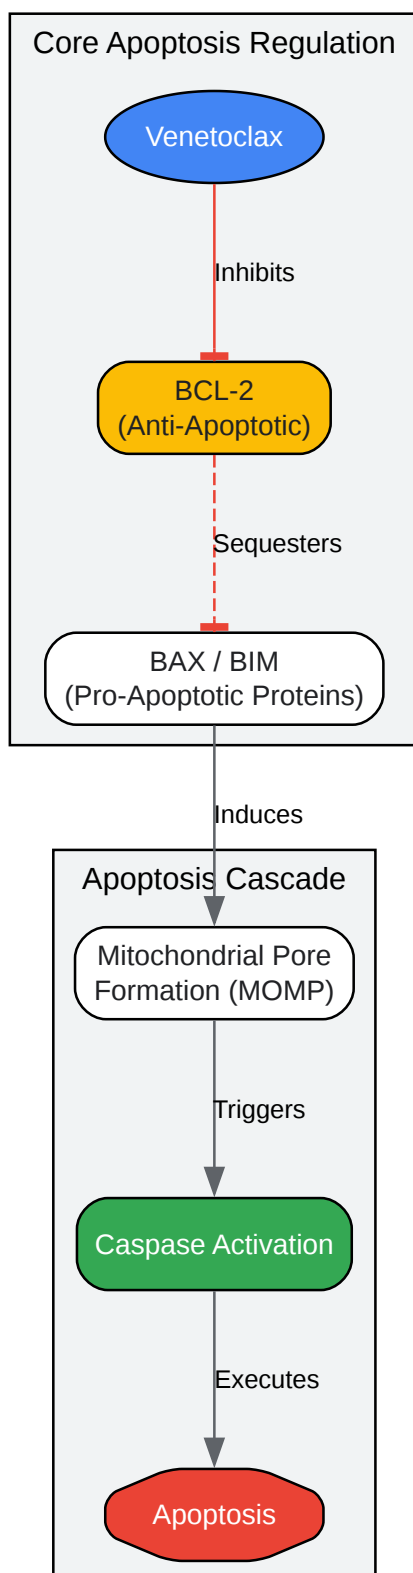 Core Apoptosis Regulation
Venetoclax
Inhibits
BCL-2
(Anti-Apoptotic)
Sequesters
BAX / BIM
(Pro-Apoptotic Proteins)
Induces
Apoptosis Cascade
Mitochondrial Pore
Formation (MOMP)
Triggers
Caspase Activation
Executes
Apoptosis